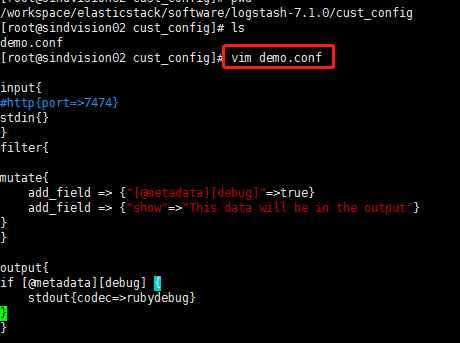 pwd
/workspace/elasticstack/software/logstash-7.1.0/cust_config
[root@sindvision02 cust_config]# ls
demo.conf
[root@sindvision02 cust_config]# vim demo.conf
input{
#http{port=>7474}
stdin{}
}
filter{
mutate{
    add_field => {"[@metadata][debug]"=>true}
    add_field => {"show"=>"This data will be in the output"}
}
}
output{
if [@metadata][debug] {
    stdout{codec=>rubydebug}
}
}